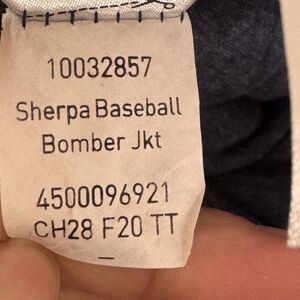 10032857
Sherpa Baseball
Bomber Jkt
4500096921
CH28 F20 TT